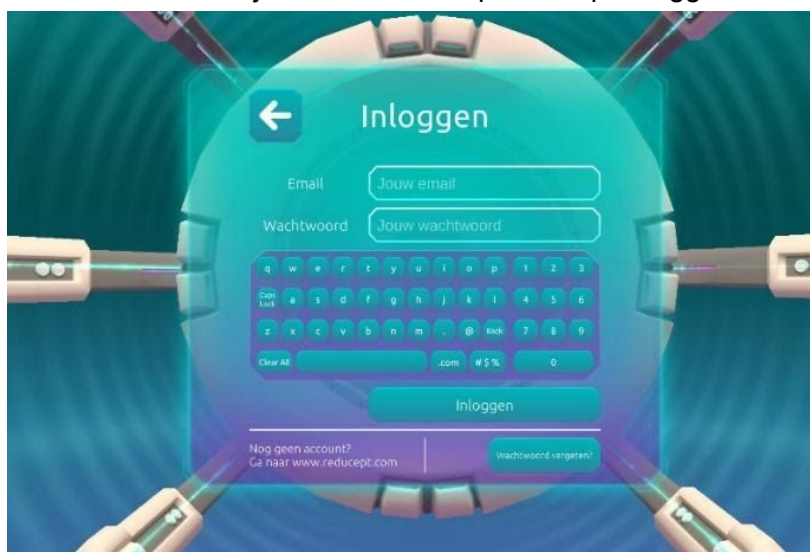 Inloggen
Email Jouw email
Wachtwoord Jouw wachtwoord
q w e r t y u i o p 1 2 3
Caps Lock a s d f g h j k l 4 5 6
z x c v b n m . @ Back 7 8 9
Clear All .com # $ % 0
Inloggen
Nog geen account?
Ga naar www.reducept.com
Wachtwoord vergeten?